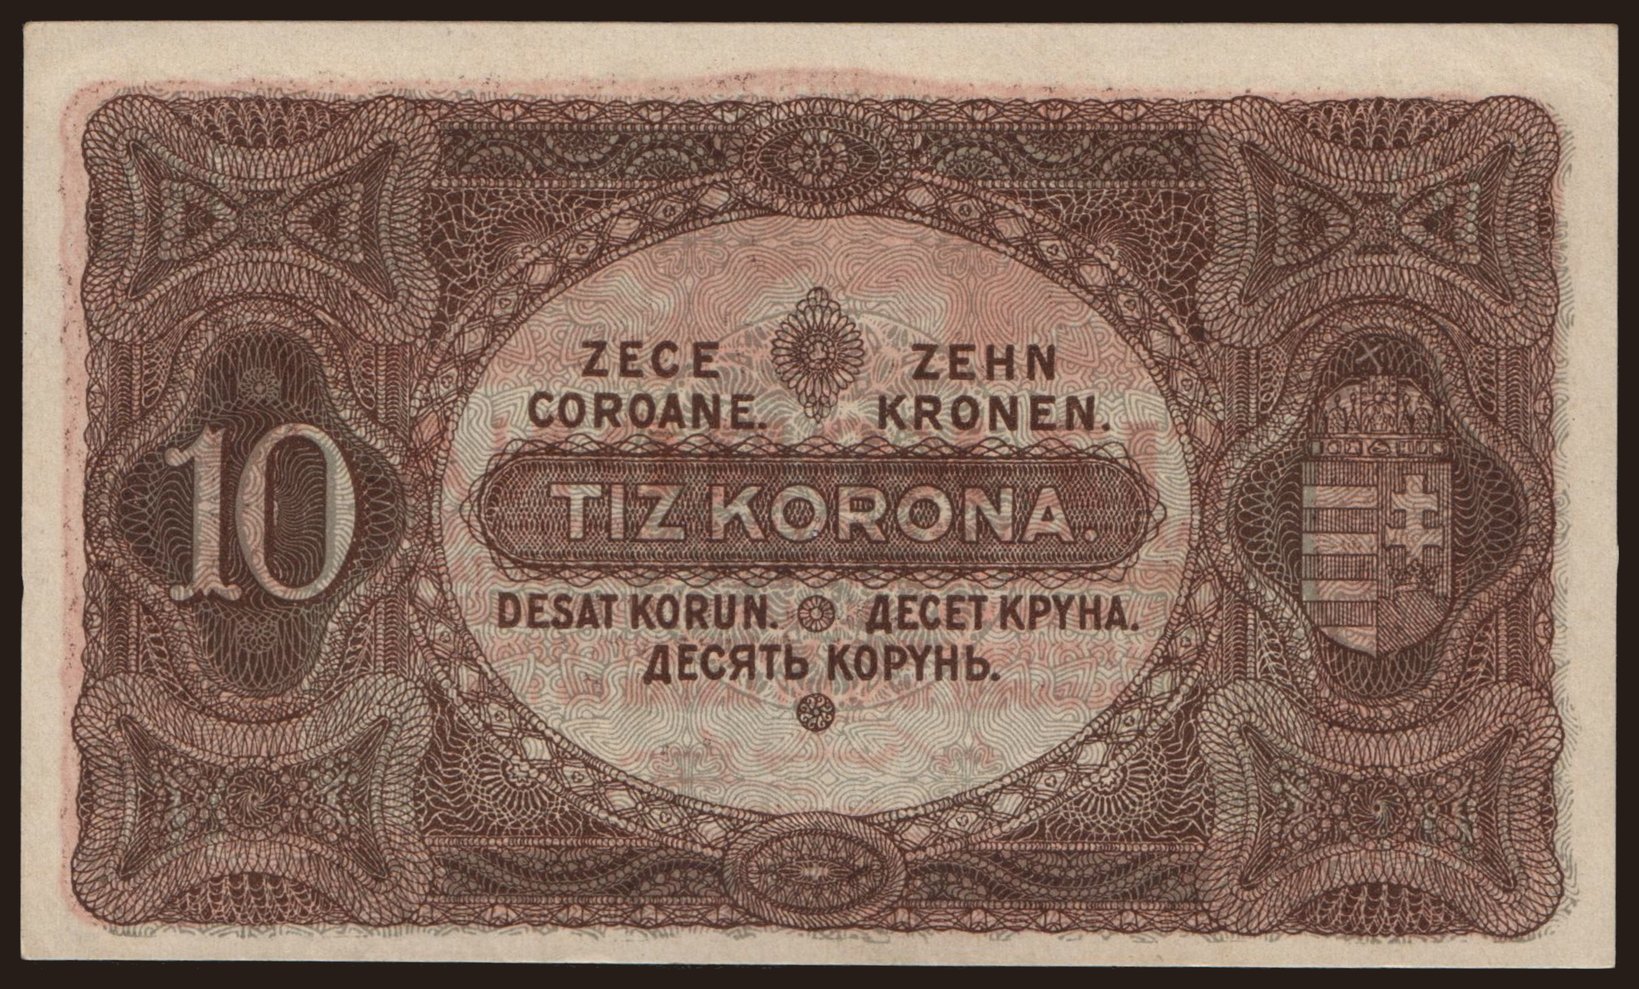 ZECE
COROANE.
ZEHN
KRONEN.
10
TIZ KORONA.
DESAT KORUN.
ДЕСЕТ КРУНА.
ДЕСЯТЬ КОРУНЬ.